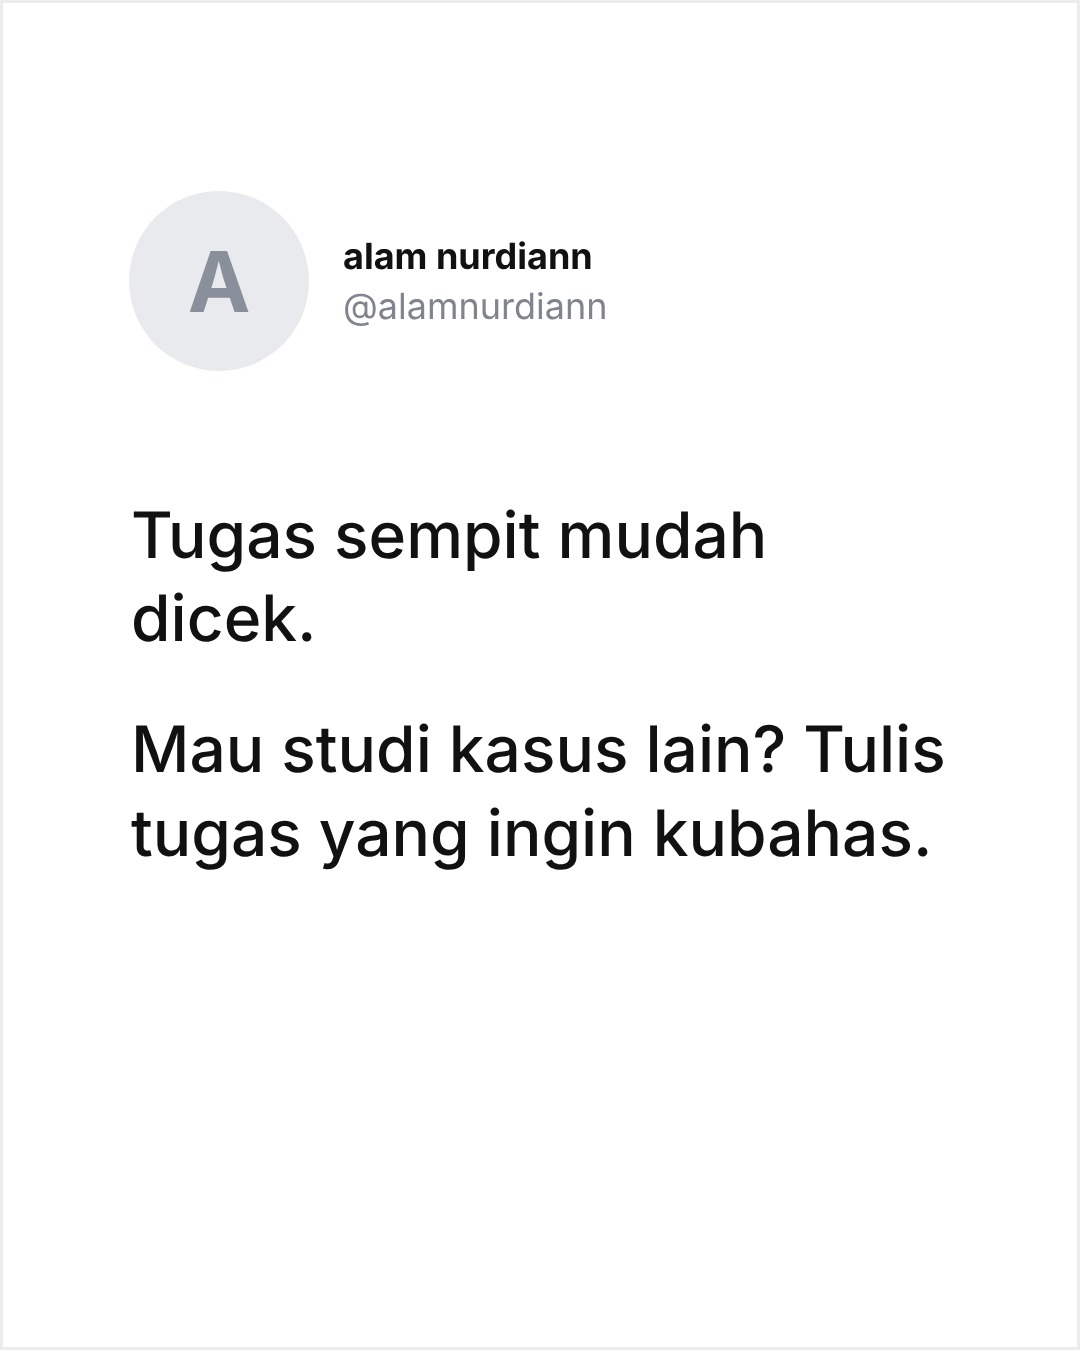 A
alam nurdiann
@alamnurdiann
Tugas sempit mudah
dicek.
Mau studi kasus lain? Tulis
tugas yang ingin kubahas.